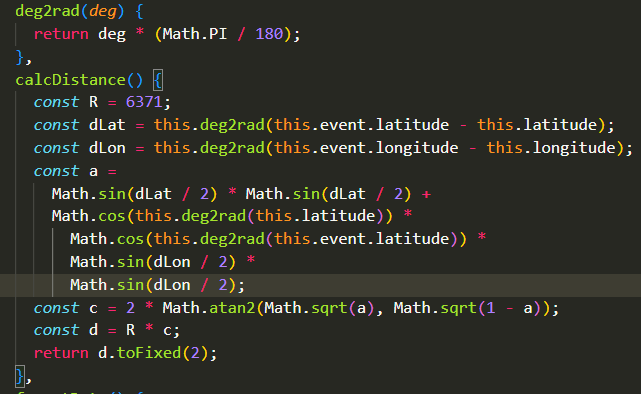 deg2rad(deg) {
  return deg * (Math.PI / 180);
},
calcDistance() {
  const R = 6371;
  const dLat = this.deg2rad(this.event.latitude - this.latitude);
  const dLon = this.deg2rad(this.event.longitude - this.longitude);
  const a =
    Math.sin(dLat / 2) * Math.sin(dLat / 2) +
    Math.cos(this.deg2rad(this.latitude)) *
      Math.cos(this.deg2rad(this.event.latitude)) *
      Math.sin(dLon / 2) *
      Math.sin(dLon / 2);
  const c = 2 * Math.atan2(Math.sqrt(a), Math.sqrt(1 - a));
  const d = R * c;
  return d.toFixed(2);
},